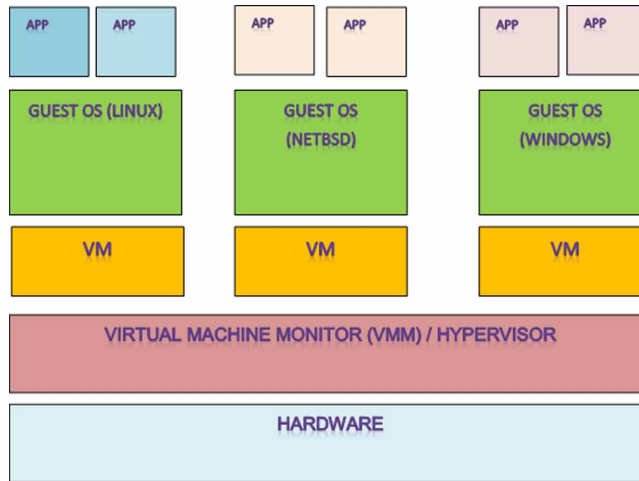 APP
APP
APP
APP
APP
APP
GUEST OS (LINUX)
GUEST OS
(NETBSD)
GUEST OS
(WINDOWS)
VM
VM
VM
VIRTUAL MACHINE MONITOR (VMM) / HYPERVISOR
HARDWARE